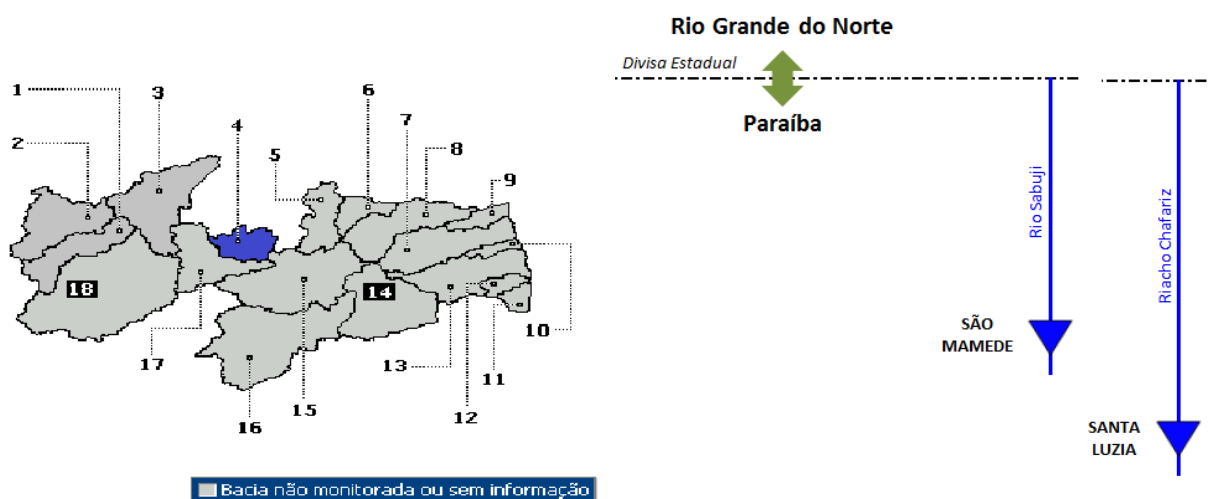 1
2
3
4
5
6
7
8
9
10
11
12
13
14
15
16
17
18
Bacia não monitorada ou sem informação
Rio Grande do Norte
Divisa Estadual
Paraíba
Rio Sabuji
Riacho Chafariz
SÃO
MAMEDE
SANTA
LUZIA